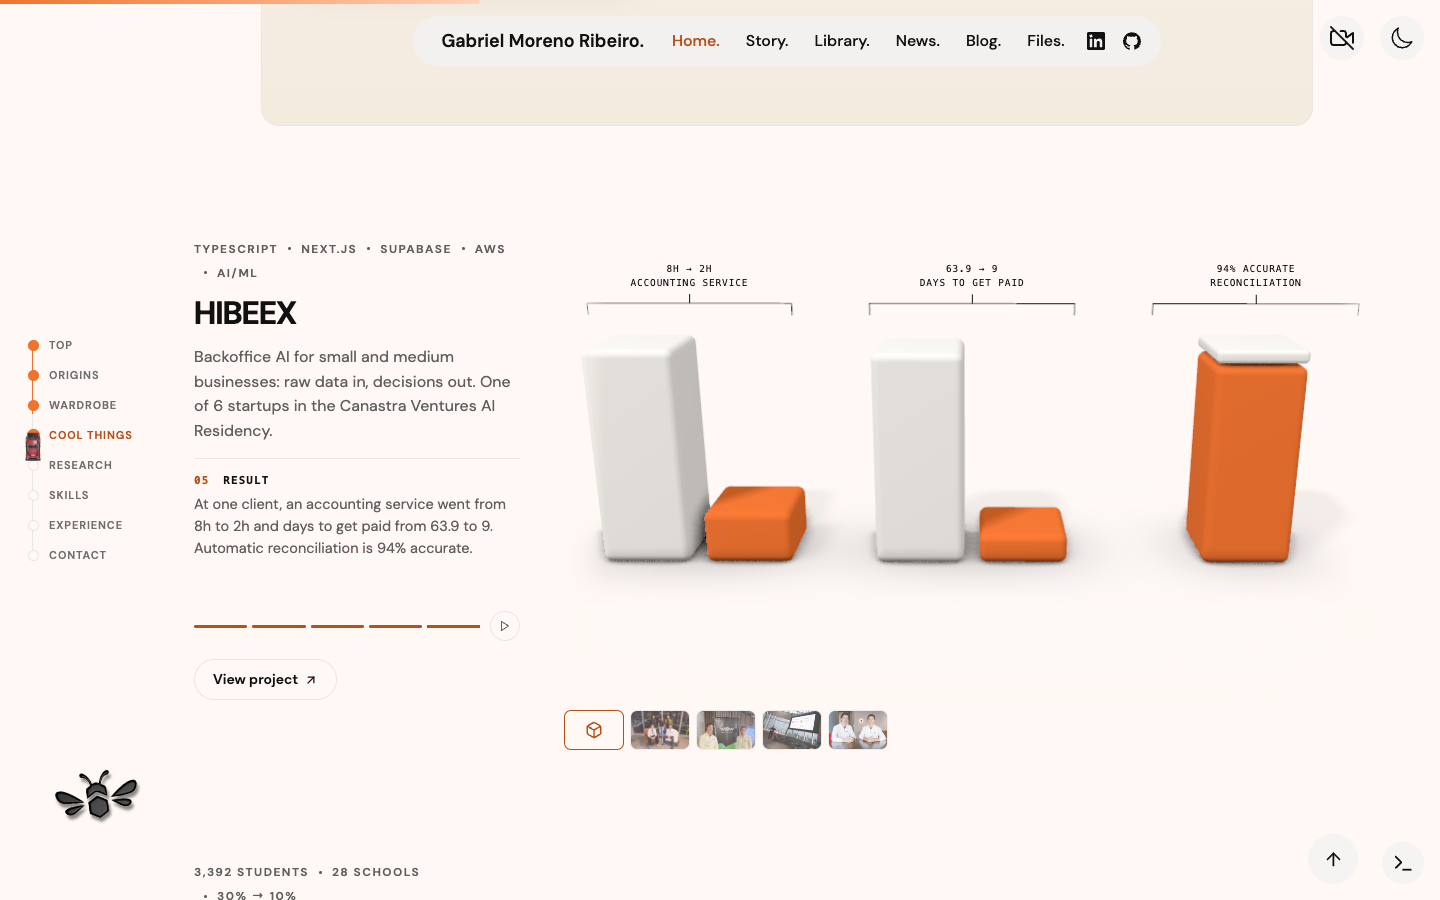 Gabriel Moreno Ribeiro. Home. Story. Library. News. Blog. Files.
TYPESCRIPT • NEXT.JS • SUPABASE • AWS
• AI/ML
HIBEEX
Backoffice AI for small and medium
businesses: raw data in, decisions out. One
of 6 startups in the Canastra Ventures AI
Residency.
05 RESULT
At one client, an accounting service went from
8h to 2h and days to get paid from 63.9 to 9.
Automatic reconciliation is 94% accurate.
View project
8H → 2H
ACCOUNTING SERVICE
63.9 → 9
DAYS TO GET PAID
94% ACCURATE
RECONCILIATION
TOP
ORIGINS
WARDROBE
COOL THINGS
RESEARCH
SKILLS
EXPERIENCE
CONTACT
3,392 STUDENTS • 28 SCHOOLS
• 30% → 10%